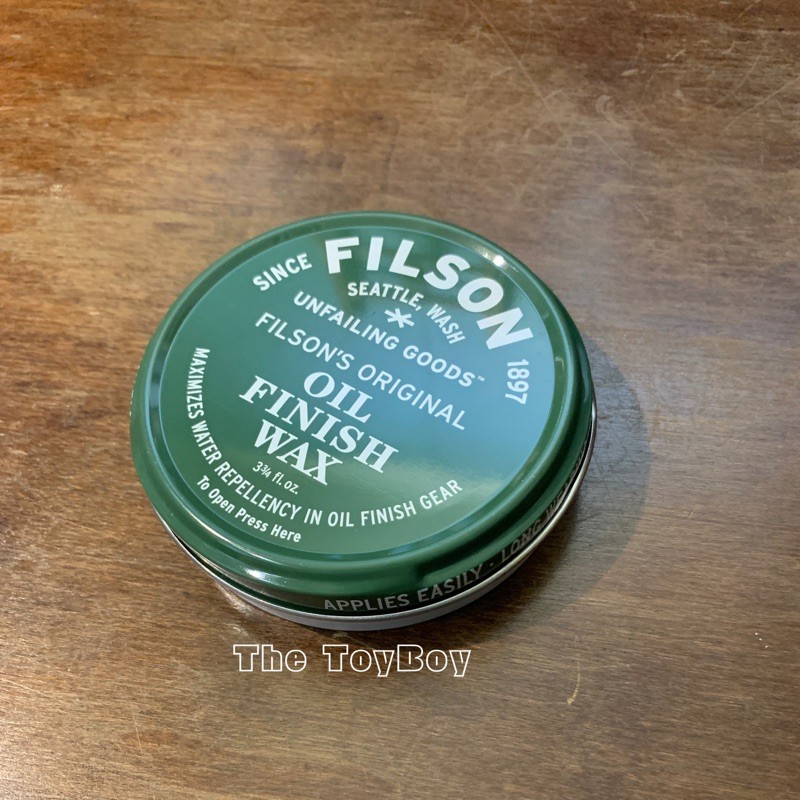 SINCE FILSON 1897
SEATTLE, WASH
UNFAILING GOODS™
FILSON'S ORIGINAL
OIL
FINISH
WAX
3¾ fl. oz.
MAXIMIZES WATER REPELLENCY IN OIL FINISH GEAR
To Open Press Here
APPLIES EASILY · LONG
The ToyBoy